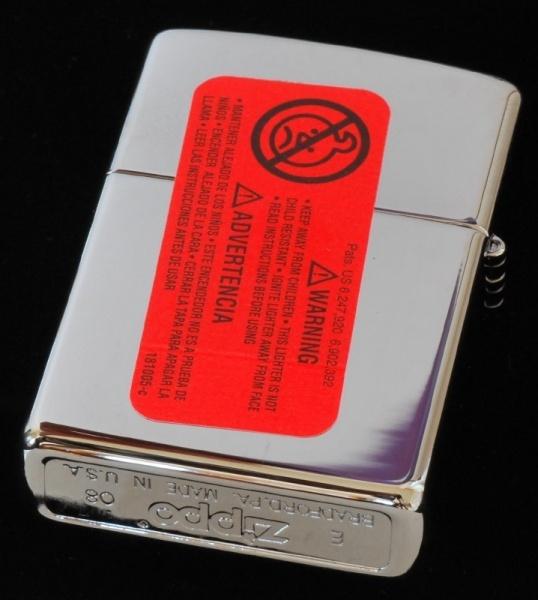 Pats. US 6,247,920 6,902,392
⚠WARNING
• KEEP AWAY FROM CHILDREN • THIS LIGHTER IS NOT
CHILD RESISTANT • IGNITE LIGHTER AWAY FROM FACE
• READ INSTRUCTIONS BEFORE USING
⚠ADVERTENCIA
• MANTENER ALEJADO DE LOS NIÑOS • ESTE ENCENDEDOR NO ES A PRUEBA DE
NIÑOS • ENCENDER ALEJADO DE LA CARA • CERRAR LA TAPA PARA APAGAR LA
LLAMA • LEER LAS INSTRUCCIONES ANTES DE USAR
181005-c
E Zippo ® 08
BRADFORD,PA. MADE IN U.S.A.